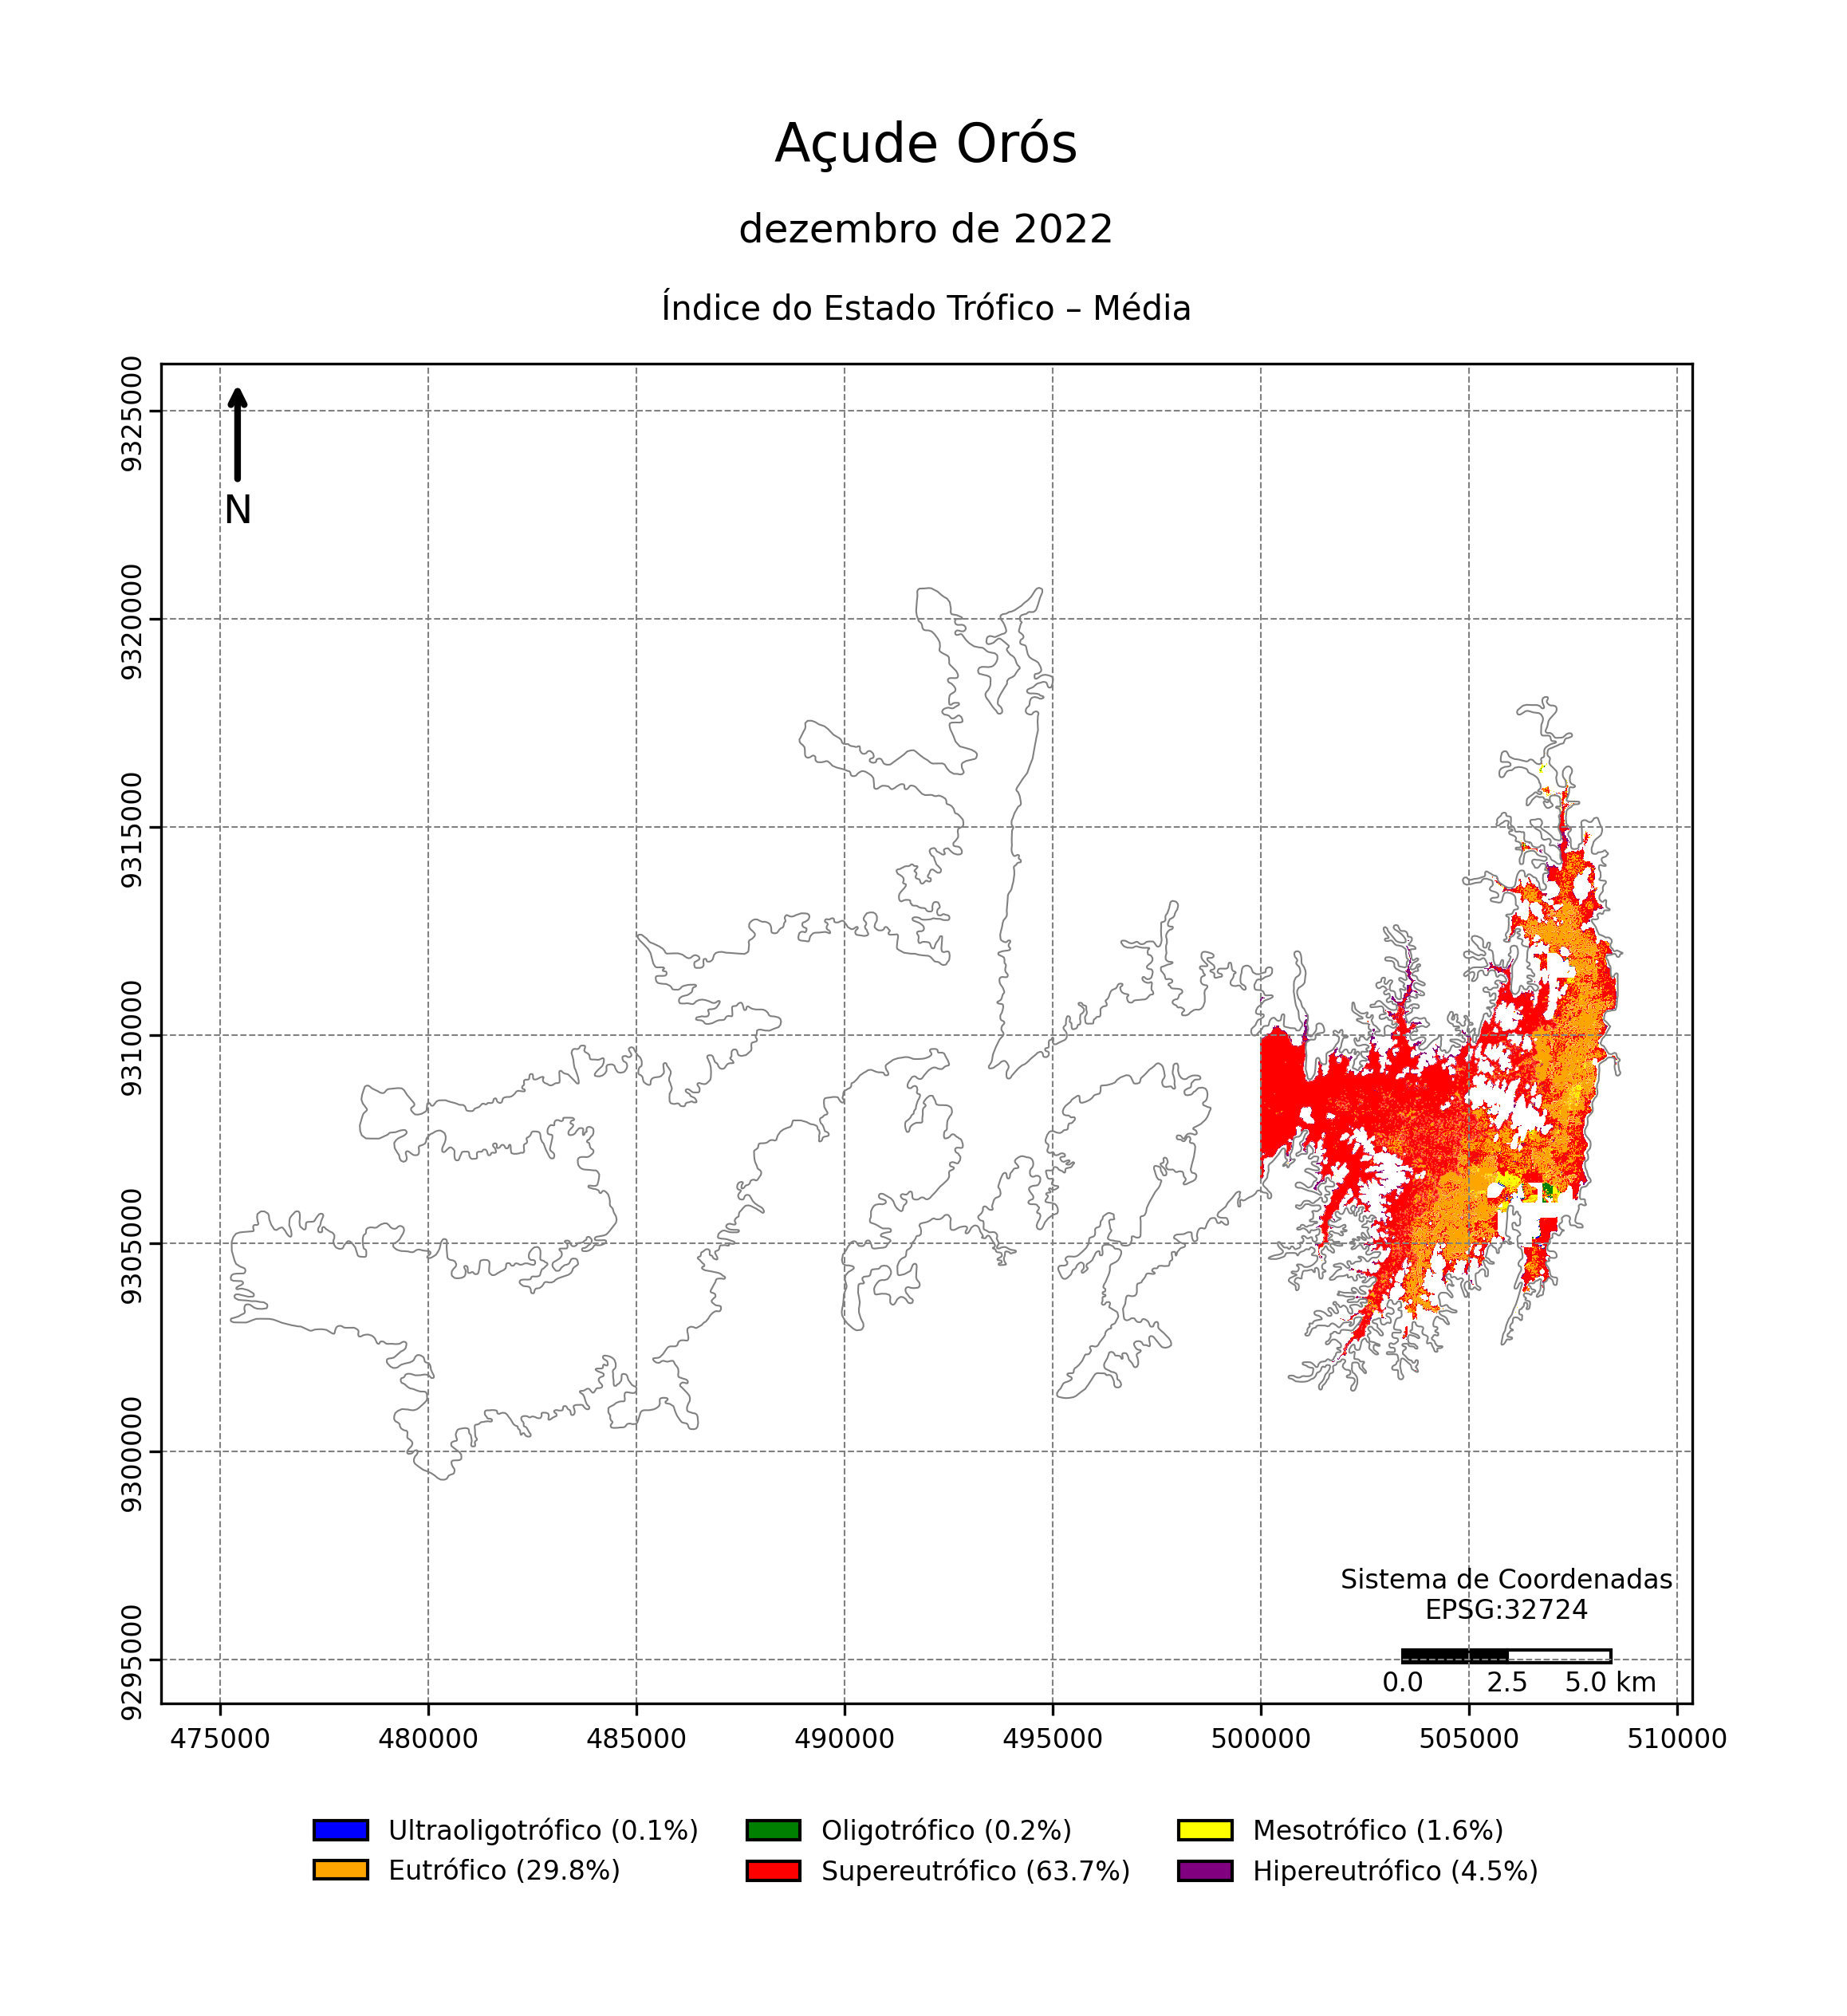 Açude Orós
dezembro de 2022
Índice do Estado Trófico – Média
9325000
9320000
9315000
9310000
9305000
9300000
9295000
N
Sistema de Coordenadas
EPSG:32724
0.0 2.5 5.0 km
475000 480000 485000 490000 495000 500000 505000 510000
Ultraoligotrófico (0.1%) Oligotrófico (0.2%) Mesotrófico (1.6%)
Eutrófico (29.8%) Supereutrófico (63.7%) Hipereutrófico (4.5%)